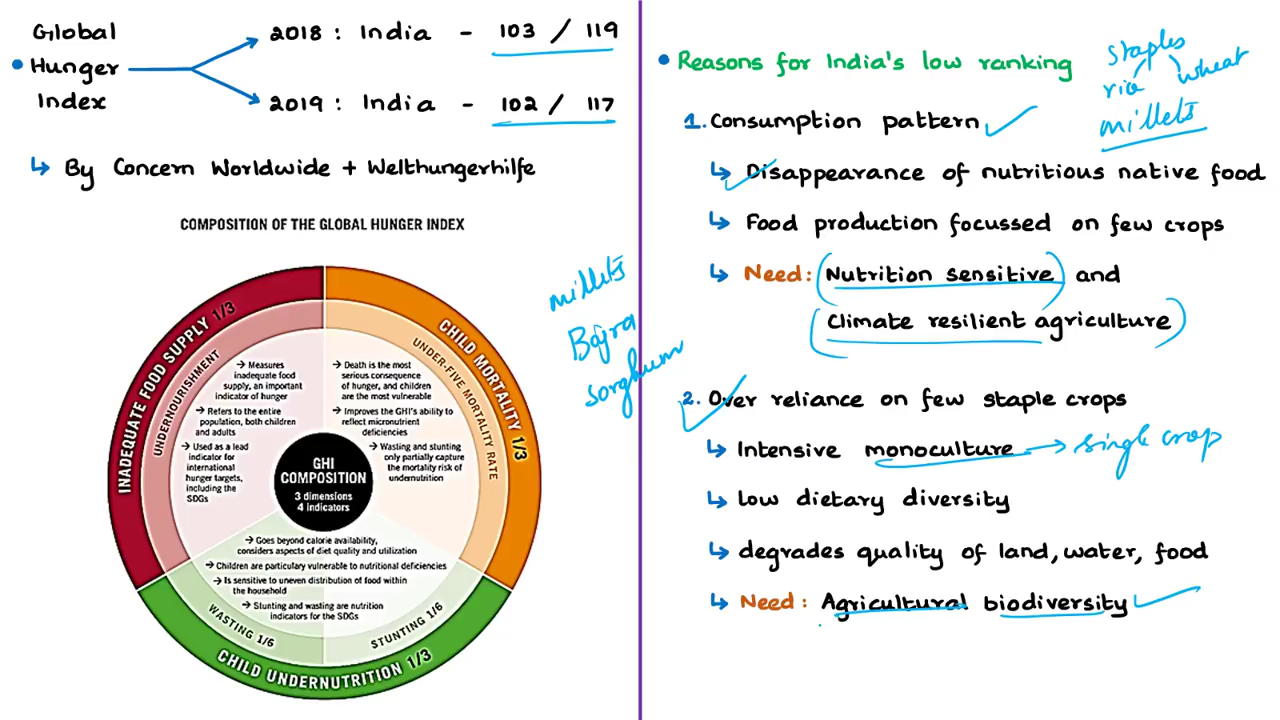 Global
Hunger
Index
2018 : India - 103 / 119
2019 : India - 102 / 117
↳ By Concern Worldwide + Welthungerhilfe
COMPOSITION OF THE GLOBAL HUNGER INDEX
INADEQUATE FOOD SUPPLY 1/3
UNDERNOURISHMENT
→ Measures
inadequate food
supply, an important
indicator of hunger
→ Refers to the entire
population, both children
and adults
→ Used as a lead
indicator for
international
hunger targets,
including the
SDGs
CHILD MORTALITY 1/3
UNDER-FIVE MORTALITY RATE
→ Death is the most
serious consequence
of hunger, and children
are the most vulnerable
→ Improves the GHI's ability to
reflect micronutrient
deficiencies
→ Wasting and stunting
only partially capture
the mortality risk of
undernutrition
GHI
COMPOSITION
3 dimensions
4 indicators
→ Goes beyond calorie availability,
considers aspects of diet quality and utilization
→ Children are particulary vulnerable to nutritional deficiencies
→ Is sensitive to uneven distribution of food within
the household
→ Stunting and wasting are nutrition
indicators for the SDGs
WASTING 1/6
STUNTING 1/6
CHILD UNDERNUTRITION 1/3
millets
Bajra
sorghum
• Reasons for India's low ranking
staples
rice wheat
millets
1. Consumption pattern
↳ Disappearance of nutritious native food
↳ Food production focussed on few crops
↳ Need: Nutrition sensitive and
Climate resilient agriculture
2. Over reliance on few staple crops
↳ Intensive monoculture → single crop
↳ low dietary diversity
↳ degrades quality of land, water, food
↳ Need: Agricultural biodiversity